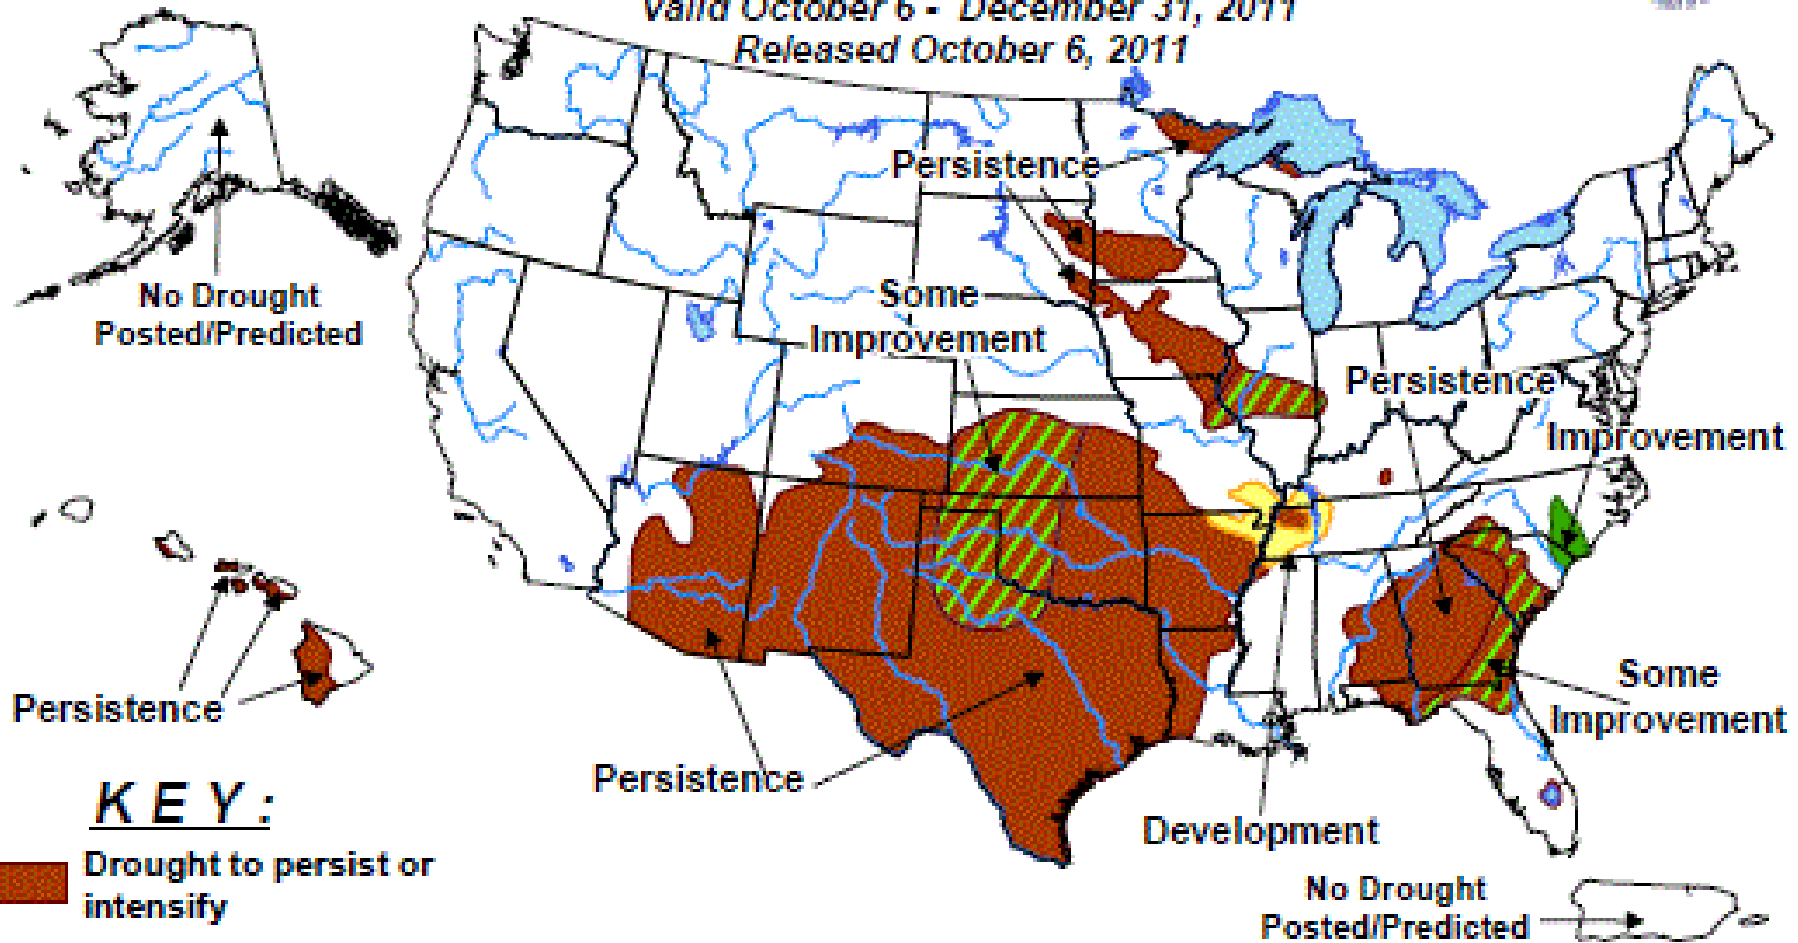 Valid October 6 - December 31, 2011
Released October 6, 2011
Persistence
No Drought
Posted/Predicted
Some
Improvement
Persistence
Improvement
Some
Improvement
Persistence
Persistence
Development
KEY:
Drought to persist or
intensify
No Drought
Posted/Predicted